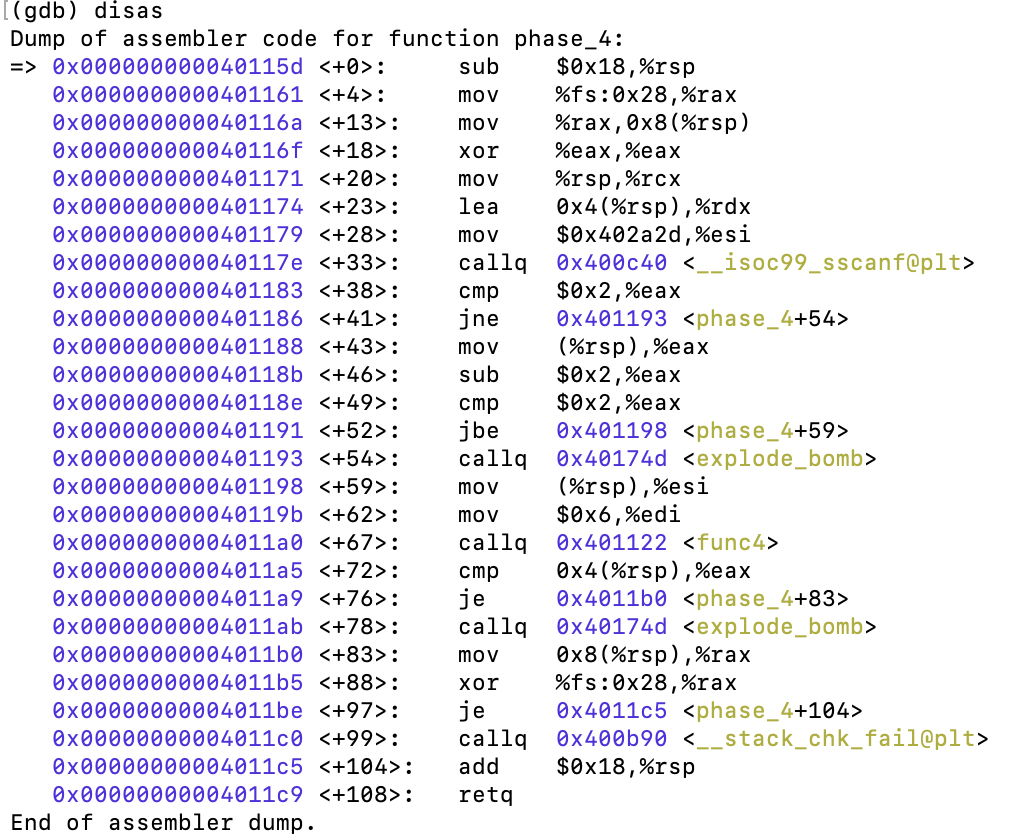 [(gdb) disas
Dump of assembler code for function phase_4:
=> 0x000000000040115d <+0>:     sub    $0x18,%rsp
   0x0000000000401161 <+4>:     mov    %fs:0x28,%rax
   0x000000000040116a <+13>:    mov    %rax,0x8(%rsp)
   0x000000000040116f <+18>:    xor    %eax,%eax
   0x0000000000401171 <+20>:    mov    %rsp,%rcx
   0x0000000000401174 <+23>:    lea    0x4(%rsp),%rdx
   0x0000000000401179 <+28>:    mov    $0x402a2d,%esi
   0x000000000040117e <+33>:    callq  0x400c40 <__isoc99_sscanf@plt>
   0x0000000000401183 <+38>:    cmp    $0x2,%eax
   0x0000000000401186 <+41>:    jne    0x401193 <phase_4+54>
   0x0000000000401188 <+43>:    mov    (%rsp),%eax
   0x000000000040118b <+46>:    sub    $0x2,%eax
   0x000000000040118e <+49>:    cmp    $0x2,%eax
   0x0000000000401191 <+52>:    jbe    0x401198 <phase_4+59>
   0x0000000000401193 <+54>:    callq  0x40174d <explode_bomb>
   0x0000000000401198 <+59>:    mov    (%rsp),%esi
   0x000000000040119b <+62>:    mov    $0x6,%edi
   0x00000000004011a0 <+67>:    callq  0x401122 <func4>
   0x00000000004011a5 <+72>:    cmp    0x4(%rsp),%eax
   0x00000000004011a9 <+76>:    je     0x4011b0 <phase_4+83>
   0x00000000004011ab <+78>:    callq  0x40174d <explode_bomb>
   0x00000000004011b0 <+83>:    mov    0x8(%rsp),%rax
   0x00000000004011b5 <+88>:    xor    %fs:0x28,%rax
   0x00000000004011be <+97>:    je     0x4011c5 <phase_4+104>
   0x00000000004011c0 <+99>:    callq  0x400b90 <__stack_chk_fail@plt>
   0x00000000004011c5 <+104>:   add    $0x18,%rsp
   0x00000000004011c9 <+108>:   retq
End of assembler dump.